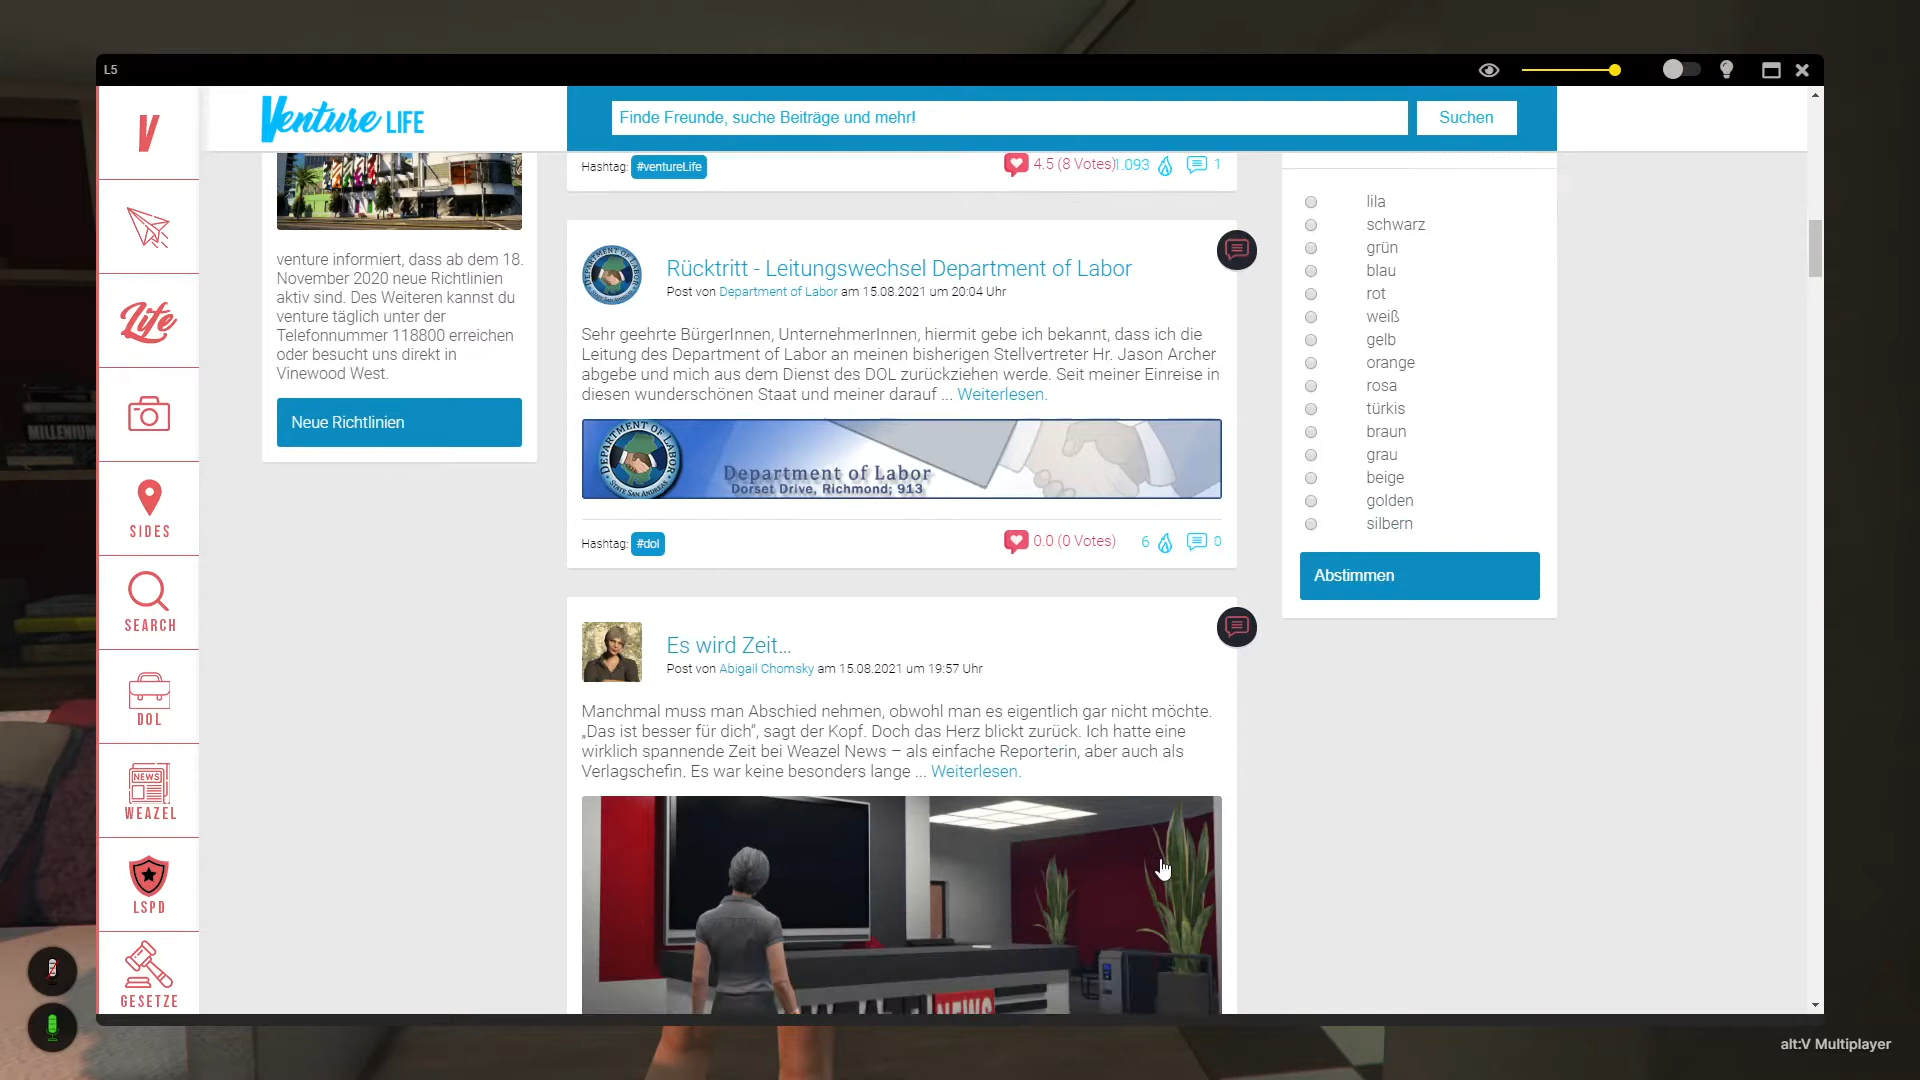 L5
V
Venture LIFE
Finde Freunde, suche Beiträge und mehr!
Suchen
Life
SIDES
SEARCH
DOL
NEWS
WEAZEL
LSPD
GESETZE
MILLENIUM
venture informiert, dass ab dem 18.
November 2020 neue Richtlinien
aktiv sind. Des Weiteren kannst du
venture täglich unter der
Telefonnummer 118800 erreichen
oder besucht uns direkt in
Vinewood West.
Neue Richtlinien
Hashtag: #ventureLife
4.5 (8 Votes) 1.093 1
Rücktritt - Leitungswechsel Department of Labor
Post von Department of Labor am 15.08.2021 um 20:04 Uhr
Sehr geehrte BürgerInnen, UnternehmerInnen, hiermit gebe ich bekannt, dass ich die
Leitung des Department of Labor an meinen bisherigen Stellvertreter Hr. Jason Archer
abgebe und mich aus dem Dienst des DOL zurückziehen werde. Seit meiner Einreise in
diesen wunderschönen Staat und meiner darauf ... Weiterlesen.
DEPARTMENT OF LABOR
STATE SAN ANDREAS
Department of Labor
Dorset Drive, Richmond; 913
Hashtag: #dol
0.0 (0 Votes) 6 0
Es wird Zeit...
Post von Abigail Chomsky am 15.08.2021 um 19:57 Uhr
Manchmal muss man Abschied nehmen, obwohl man es eigentlich gar nicht möchte.
„Das ist besser für dich“, sagt der Kopf. Doch das Herz blickt zurück. Ich hatte eine
wirklich spannende Zeit bei Weazel News – als einfache Reporterin, aber auch als
Verlagschefin. Es war keine besonders lange ... Weiterlesen.
NEWS
lila
schwarz
grün
blau
rot
weiß
gelb
orange
rosa
türkis
braun
grau
beige
golden
silbern
Abstimmen
alt:V Multiplayer